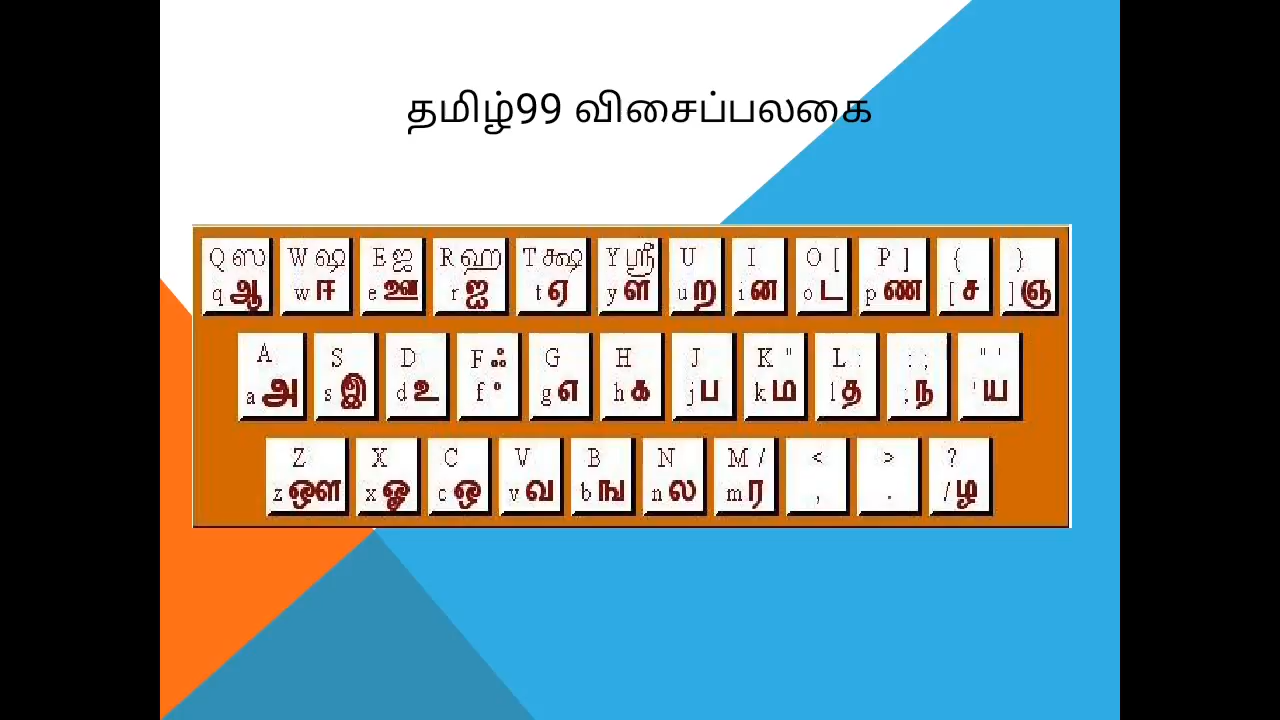 தமிழ்99 விசைப்பலகை
Q ஸ W ஷ E ஜ R ஹ T க்ஷ Y ஸ்ரீ U I O [ P ] { }
q ஆ w ஈ e ஊ r ஐ t ஏ y ள u ற i ன o ட p ண [ ச ] ஞ
A S D F ஃ G H J K " L : : ; " '
a அ s இ d உ f ° g எ h க j ப k ம l த ; ந ' ய
Z X C V B N M / < > ?
z ஔ x ஓ c ஒ v வ b ங n ல m ர , . / ழ